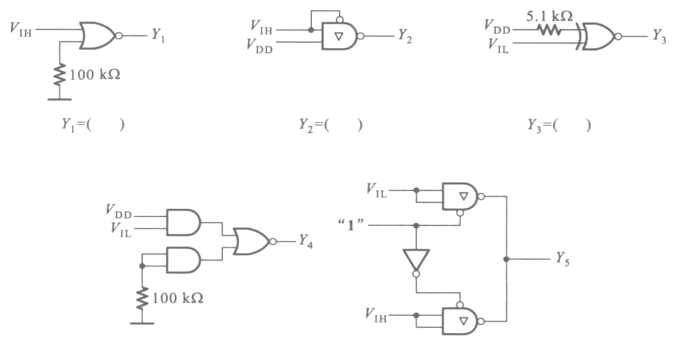 V_IH Y_1
100 kΩ
Y_1=( )
V_IH
V_DD Y_2
Y_2=( )
5.1 kΩ
V_DD
V_IL Y_3
Y_3=( )
V_DD
V_IL
Y_4
100 kΩ
V_IL
“1”
Y_5
V_IH